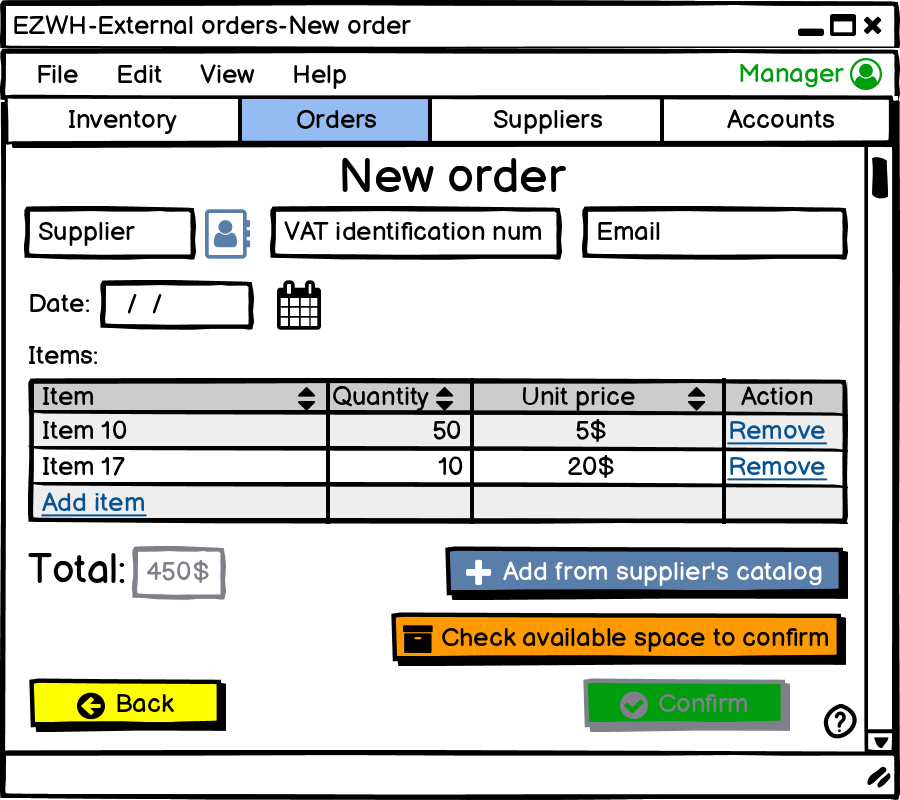 EZWH-External orders-New order
File Edit View Help Manager
Inventory Orders Suppliers Accounts
New order
Supplier VAT identification num Email
Date: / /
Items:
Item Quantity Unit price Action
Item 10 50 5$ Remove
Item 17 10 20$ Remove
Add item
Total: 450$ Add from supplier's catalog
Check available space to confirm
Back Confirm ?